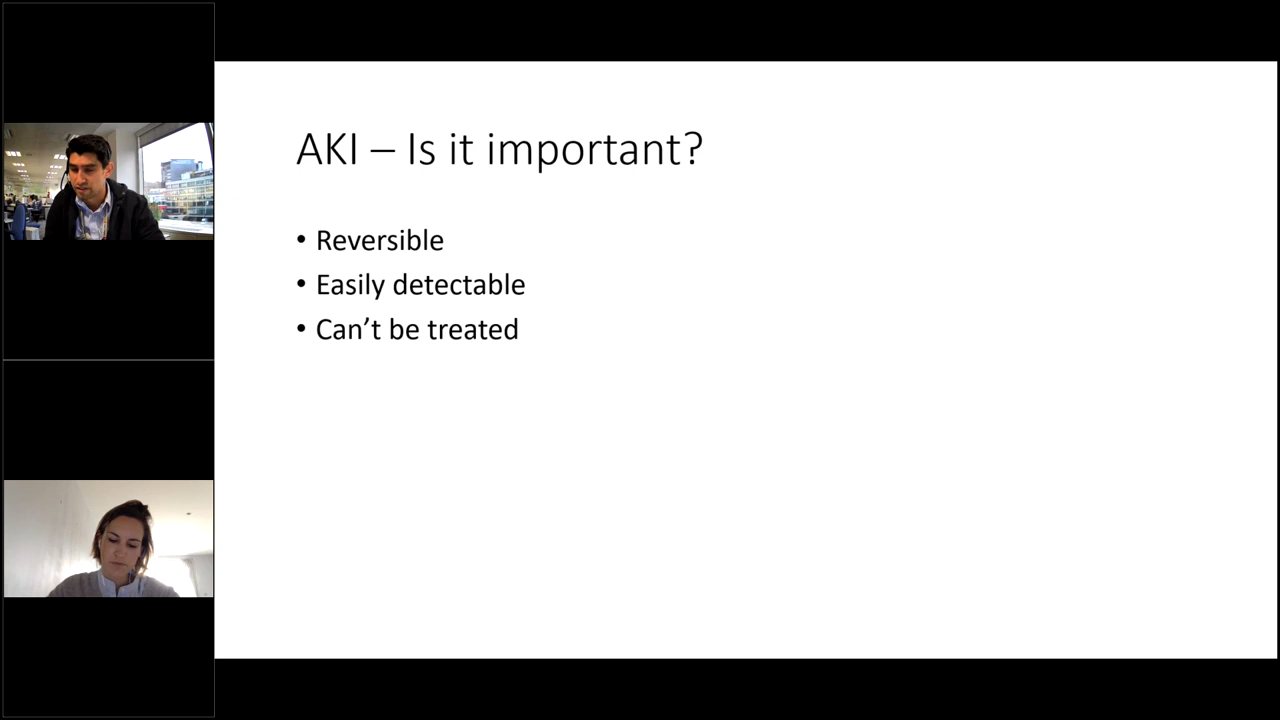 AKI – Is it important?
• Reversible
• Easily detectable
• Can’t be treated